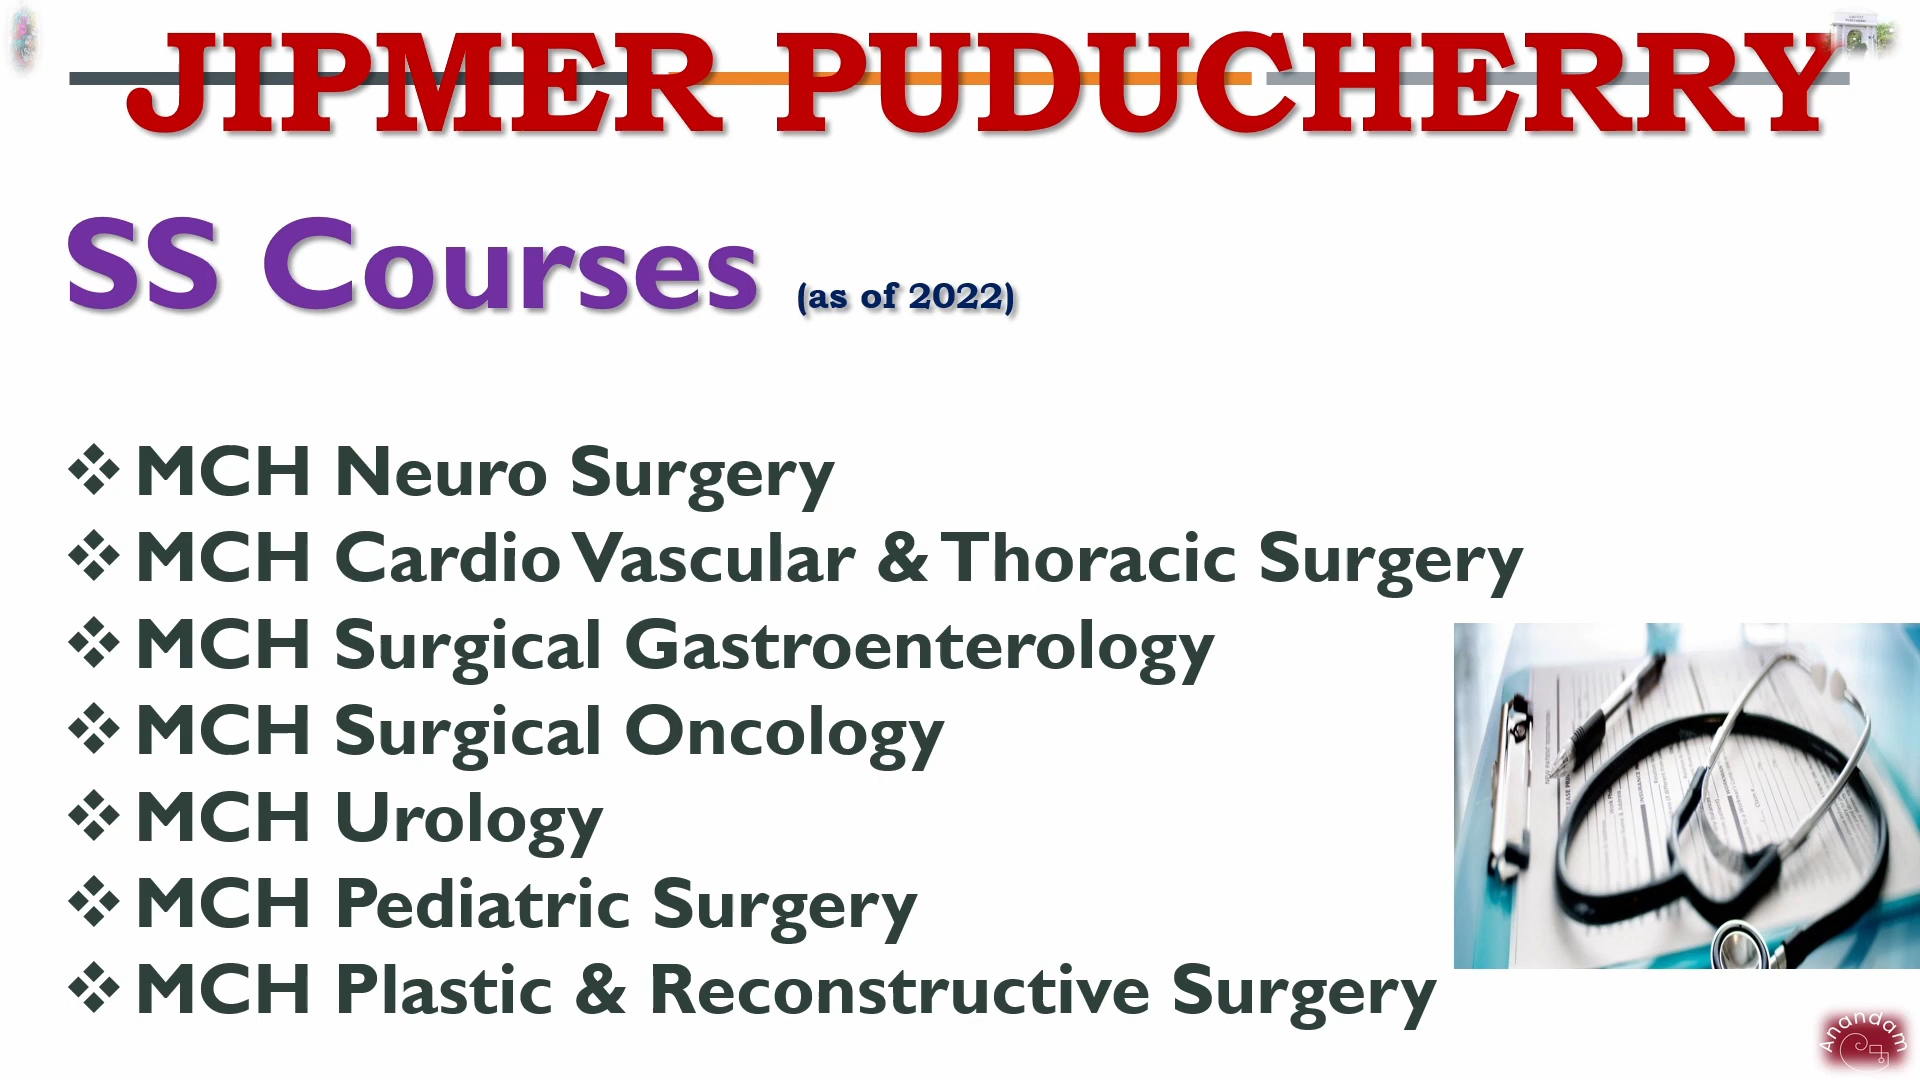 JIPMER PUDUCHERRY
SS Courses (as of 2022)
❖ MCH Neuro Surgery
❖ MCH Cardio Vascular & Thoracic Surgery
❖ MCH Surgical Gastroenterology
❖ MCH Surgical Oncology
❖ MCH Urology
❖ MCH Pediatric Surgery
❖ MCH Plastic & Reconstructive Surgery
Anandam